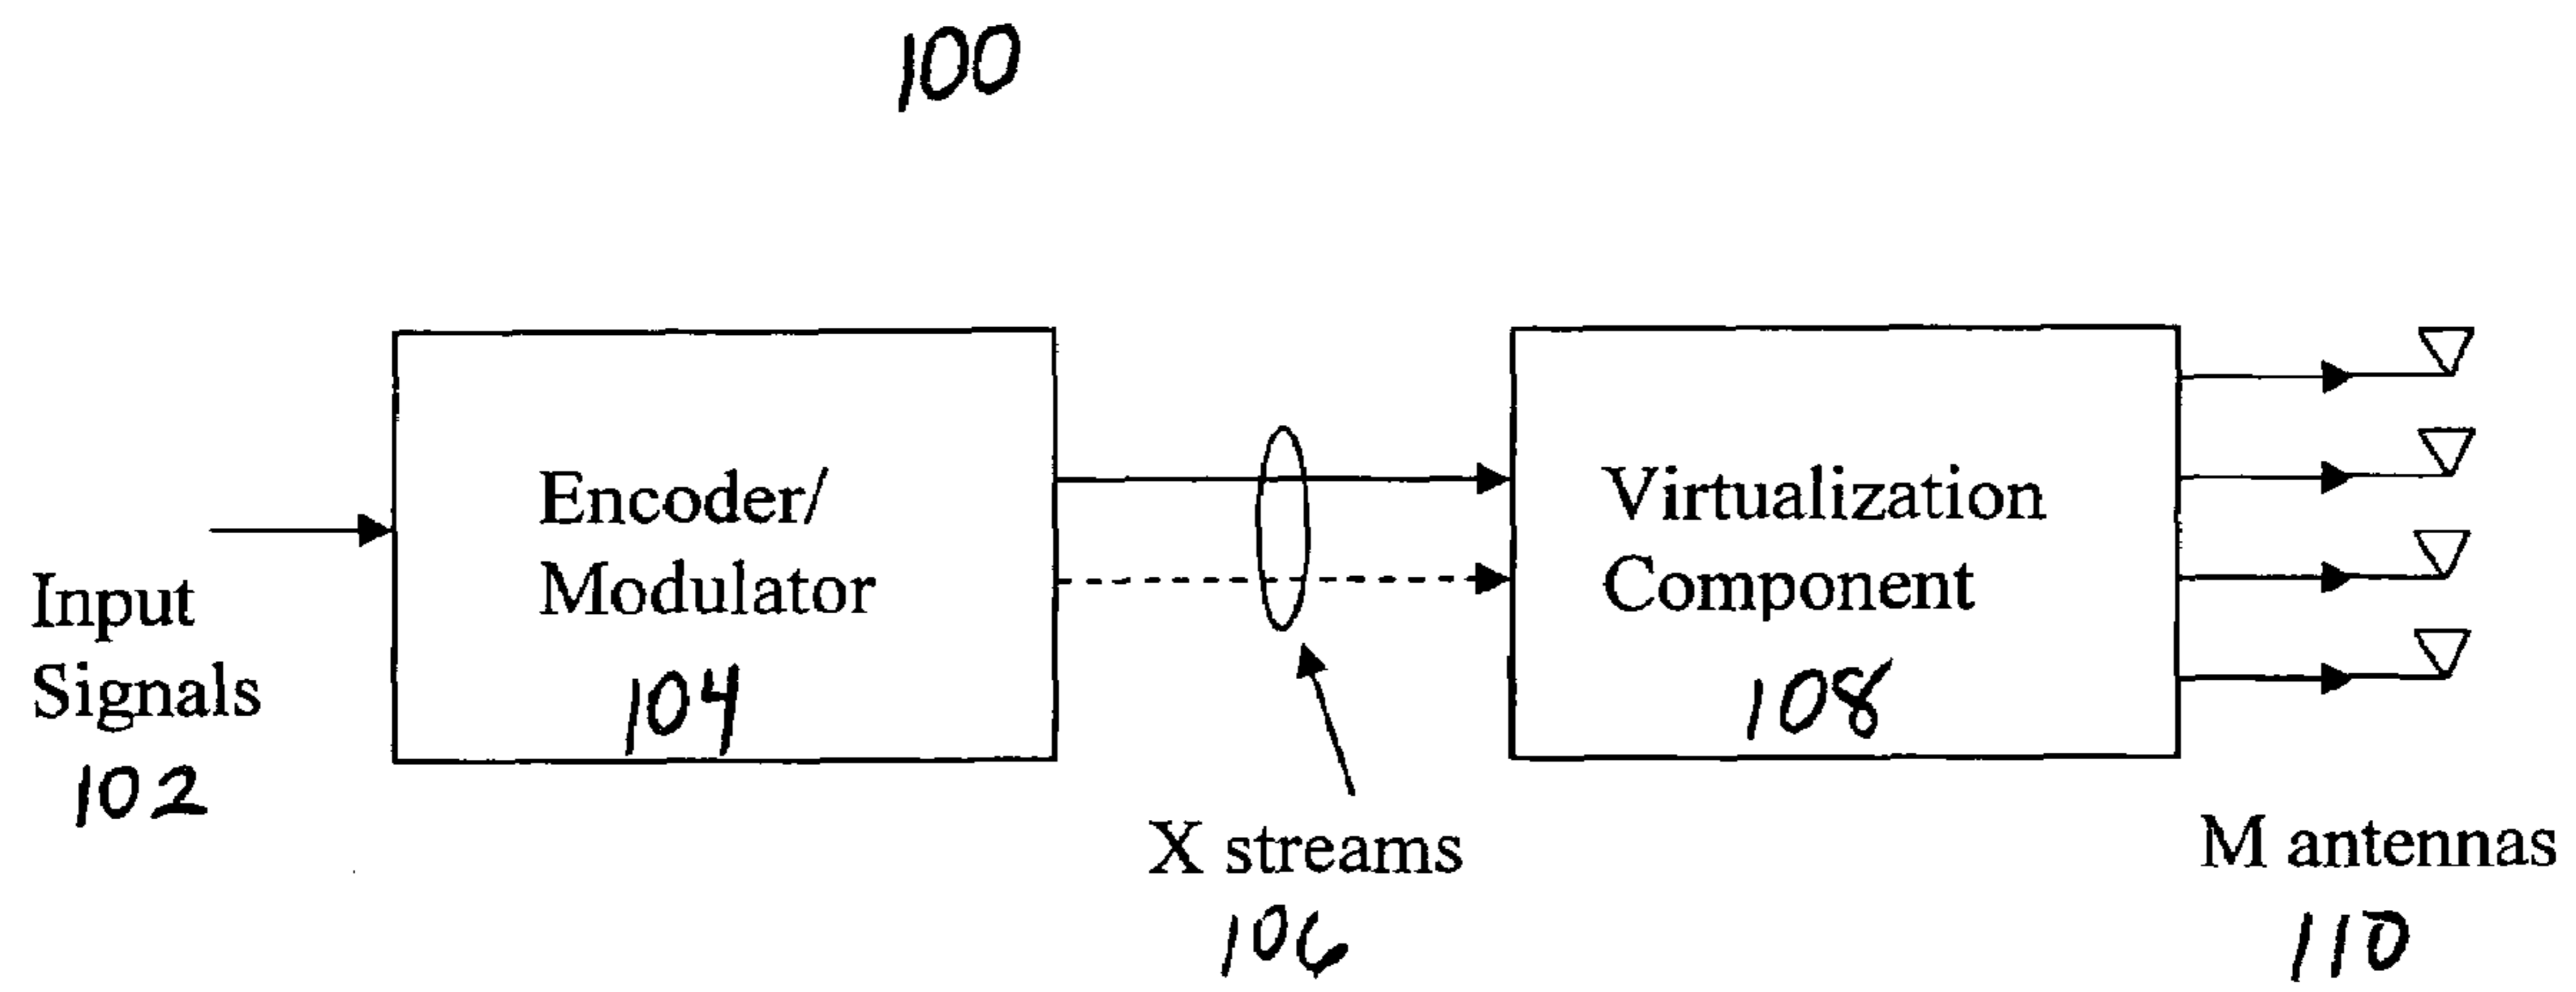 100
Input
Signals
102
Encoder/
Modulator
104
X streams
106
Virtualization
Component
108
M antennas
110